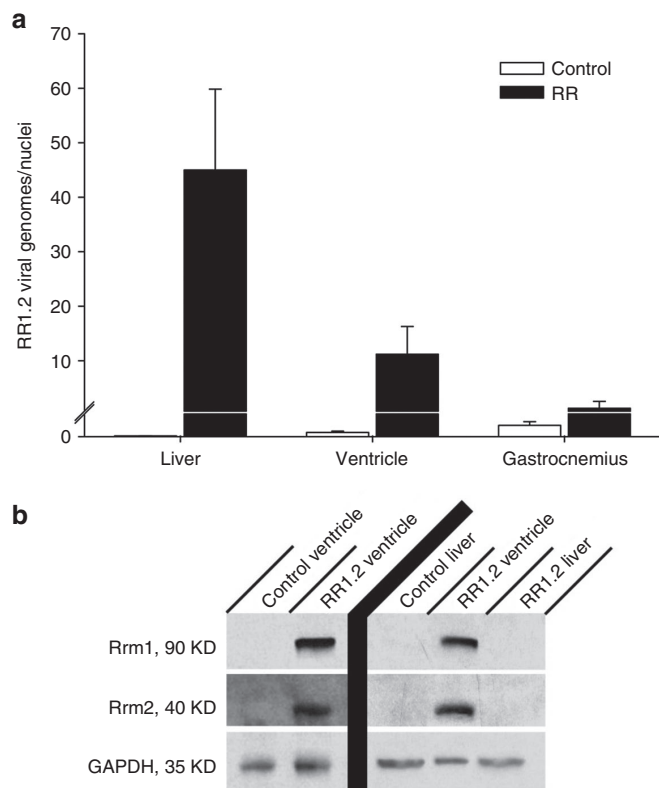 a
70
60
50
40
30
20
10
0
RR1.2 viral genomes/nuclei
Control
RR
Liver Ventricle Gastrocnemius
b
Control ventricle
RR1.2 ventricle
Control liver
RR1.2 ventricle
RR1.2 liver
Rrm1, 90 KD
Rrm2, 40 KD
GAPDH, 35 KD